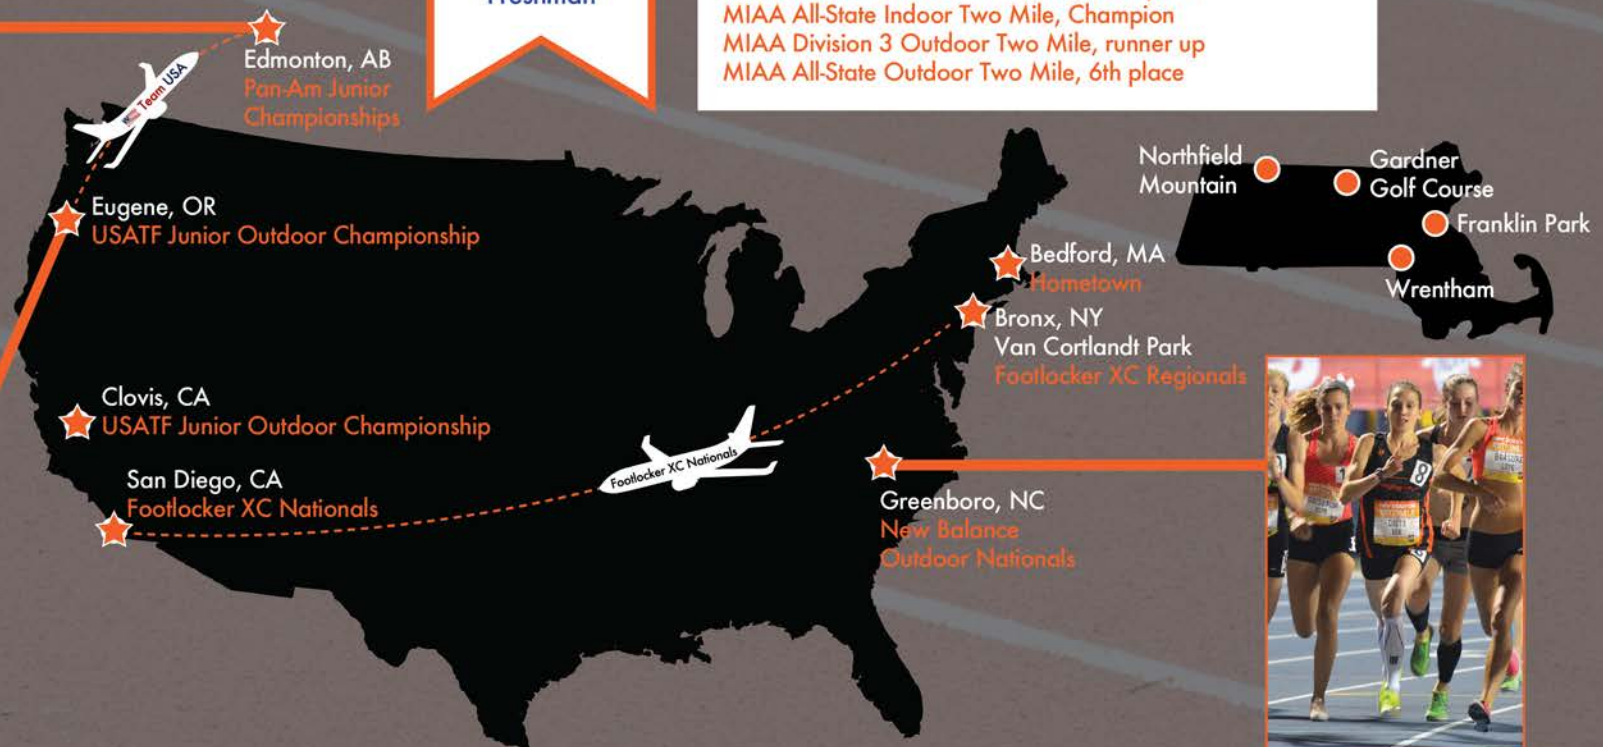 MIAA All-State Indoor Two Mile, Champion
MIAA Division 3 Outdoor Two Mile, runner up
MIAA All-State Outdoor Two Mile, 6th place
Edmonton, AB
Pan-Am Junior
Championships
Team USA
Eugene, OR
USATF Junior Outdoor Championship
Clovis, CA
USATF Junior Outdoor Championship
San Diego, CA
Footlocker XC Nationals
Footlocker XC Nationals
Bedford, MA
Hometown
Bronx, NY
Van Cortlandt Park
Footlocker XC Regionals
Greenboro, NC
New Balance
Outdoor Nationals
Northfield
Mountain
Gardner
Golf Course
Franklin Park
Wrentham
1
8